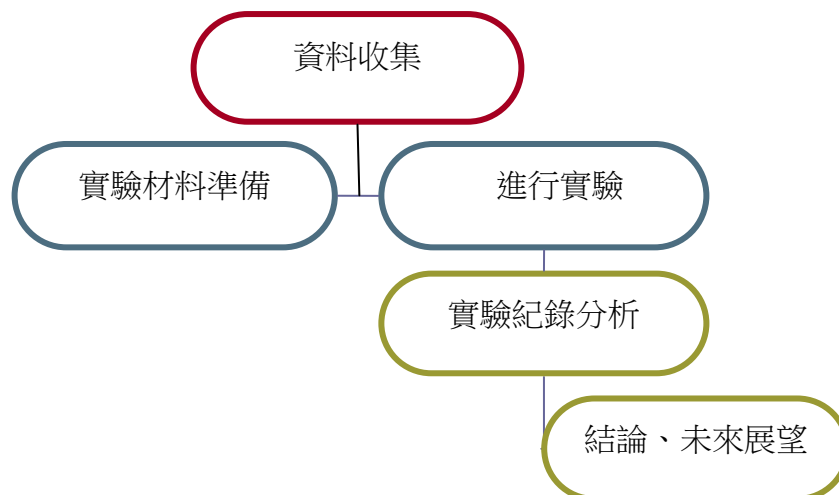 資料收集
實驗材料準備
進行實驗
實驗紀錄分析
結論、未來展望